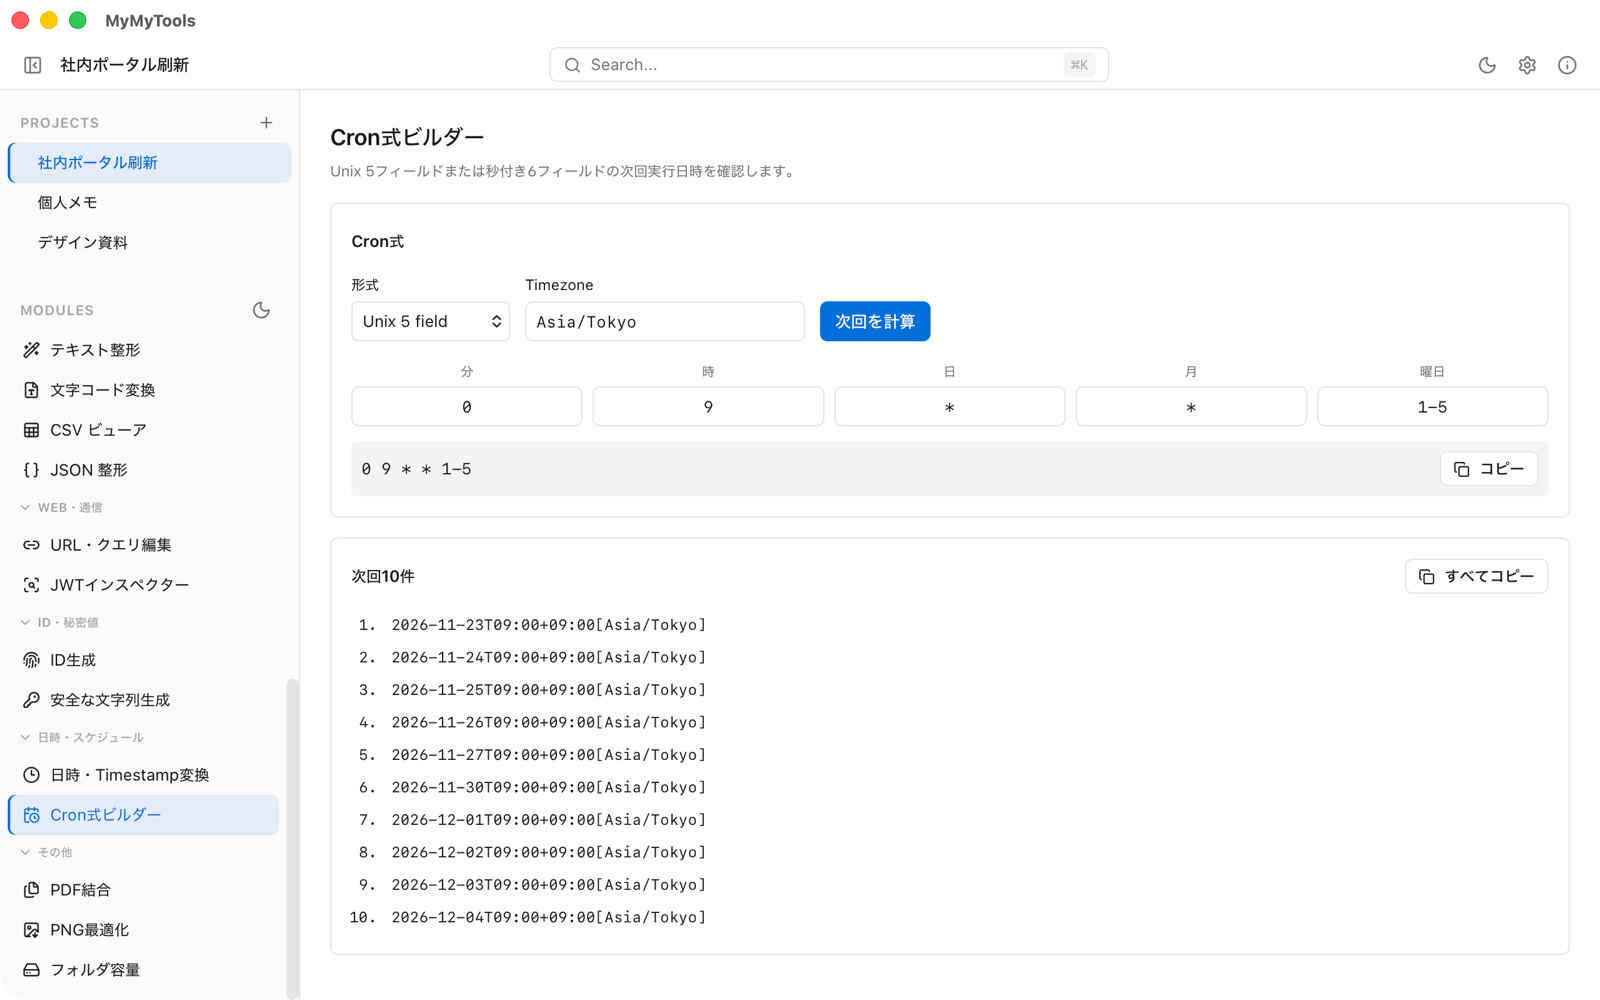 MyMyTools
社内ポータル刷新
Search...
⌘K
PROJECTS
社内ポータル刷新
個人メモ
デザイン資料
MODULES
テキスト整形
文字コード変換
CSV ビューア
JSON 整形
WEB・通信
URL・クエリ編集
JWTインスペクター
ID・秘密値
ID生成
安全な文字列生成
日時・スケジュール
日時・Timestamp変換
Cron式ビルダー
その他
PDF結合
PNG最適化
フォルダ容量
Cron式ビルダー
Unix 5フィールドまたは秒付き6フィールドの次回実行日時を確認します。
Cron式
形式
Timezone
Unix 5 field
Asia/Tokyo
次回を計算
分 時 日 月 曜日
0 9 * * 1-5
0 9 * * 1-5
コピー
次回10件
すべてコピー
1. 2026-11-23T09:00+09:00[Asia/Tokyo]
2. 2026-11-24T09:00+09:00[Asia/Tokyo]
3. 2026-11-25T09:00+09:00[Asia/Tokyo]
4. 2026-11-26T09:00+09:00[Asia/Tokyo]
5. 2026-11-27T09:00+09:00[Asia/Tokyo]
6. 2026-11-30T09:00+09:00[Asia/Tokyo]
7. 2026-12-01T09:00+09:00[Asia/Tokyo]
8. 2026-12-02T09:00+09:00[Asia/Tokyo]
9. 2026-12-03T09:00+09:00[Asia/Tokyo]
10. 2026-12-04T09:00+09:00[Asia/Tokyo]